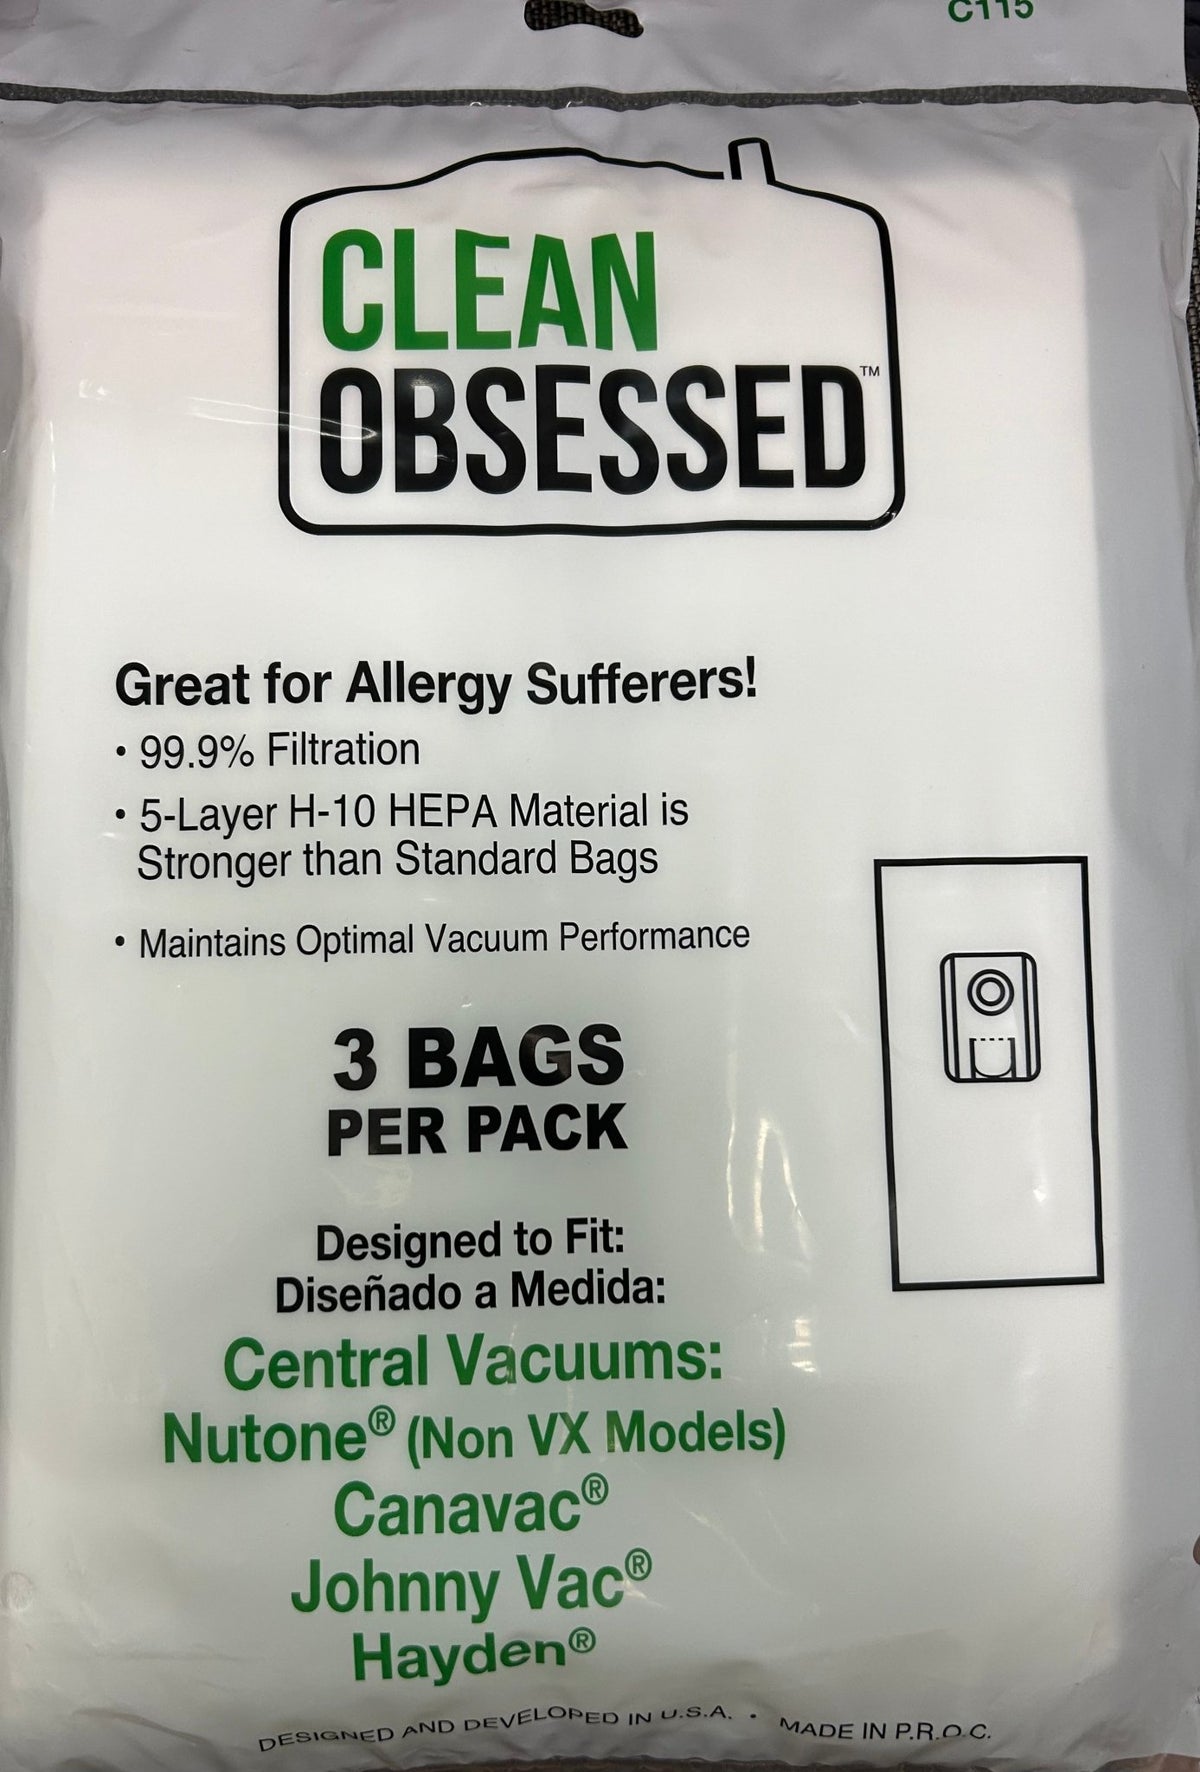 C115
CLEAN
OBSESSED™
Great for Allergy Sufferers!
• 99.9% Filtration
• 5-Layer H-10 HEPA Material is
Stronger than Standard Bags
• Maintains Optimal Vacuum Performance
3 BAGS
PER PACK
Designed to Fit:
Diseñado a Medida:
Central Vacuums:
Nutone® (Non VX Models)
Canavac®
Johnny Vac®
Hayden®
DESIGNED AND DEVELOPED IN U.S.A. • MADE IN P.R.O.C.